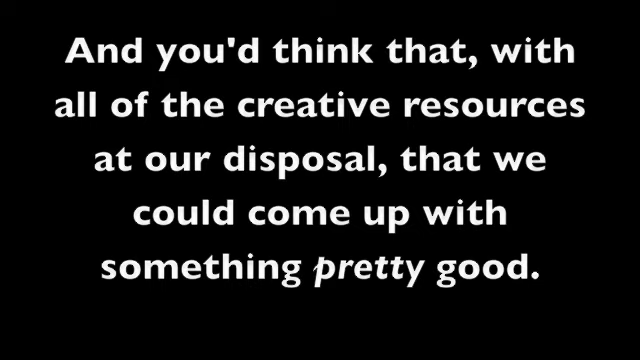 And you'd think that, with
all of the creative resources
at our disposal, that we
could come up with
something pretty good.